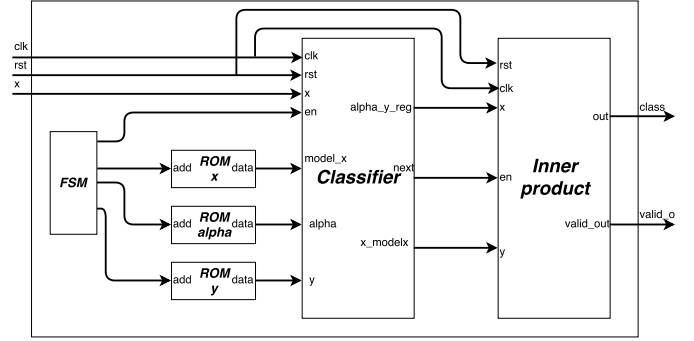 clk
rst
x
clk
rst
x
en
model_x
alpha
y
alpha_y_reg
next
x_modelx
Classifier
FSM
add
ROM
x
data
add
ROM
alpha
data
add
ROM
y
data
rst
clk
x
en
y
Inner
product
out
valid_out
class
valid_o